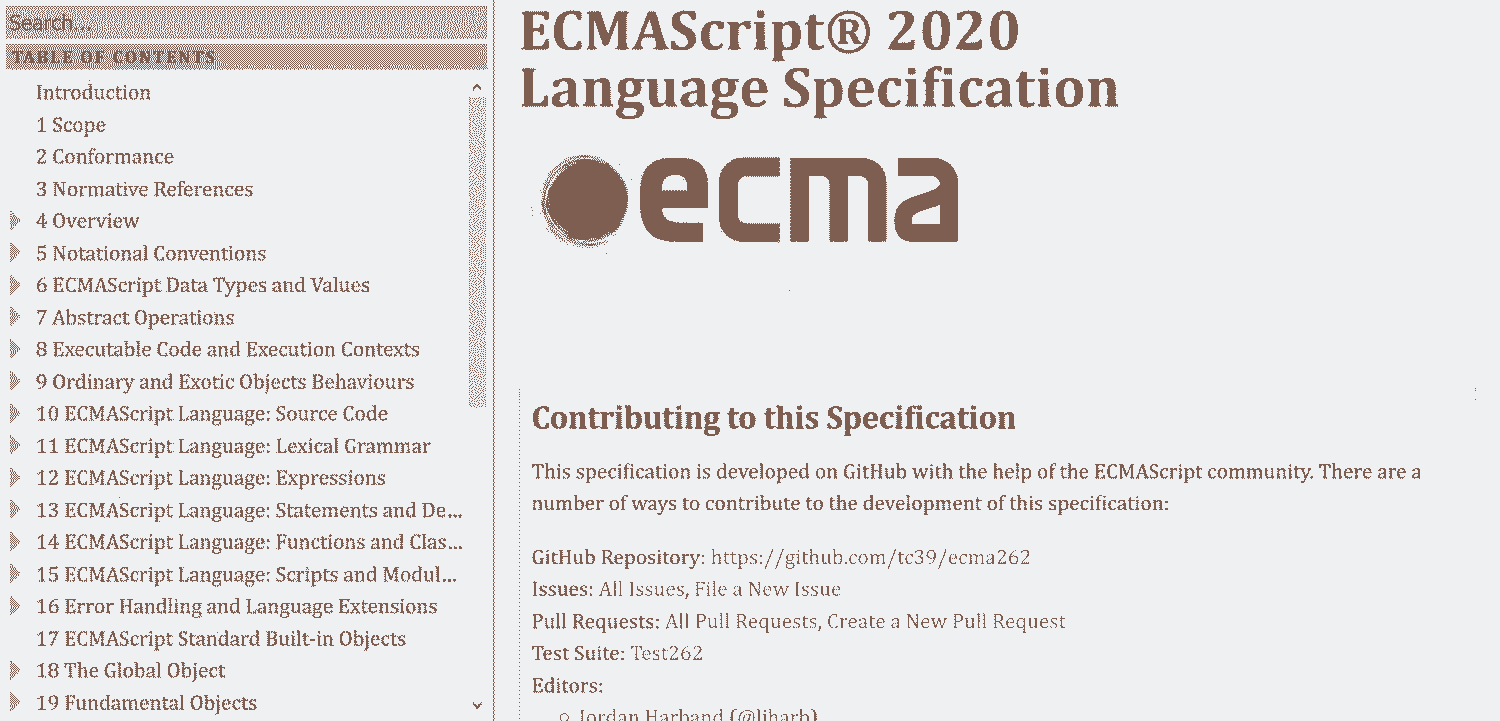 Search...
TABLE OF CONTENTS
Introduction
1 Scope
2 Conformance
3 Normative References
4 Overview
5 Notational Conventions
6 ECMAScript Data Types and Values
7 Abstract Operations
8 Executable Code and Execution Contexts
9 Ordinary and Exotic Objects Behaviours
10 ECMAScript Language: Source Code
11 ECMAScript Language: Lexical Grammar
12 ECMAScript Language: Expressions
13 ECMAScript Language: Statements and De...
14 ECMAScript Language: Functions and Clas...
15 ECMAScript Language: Scripts and Modul...
16 Error Handling and Language Extensions
17 ECMAScript Standard Built-in Objects
18 The Global Object
19 Fundamental Objects
ECMAScript® 2020
Language Specification
ecma
Contributing to this Specification
This specification is developed on GitHub with the help of the ECMAScript community. There are a
number of ways to contribute to the development of this specification:
GitHub Repository: https://github.com/tc39/ecma262
Issues: All Issues, File a New Issue
Pull Requests: All Pull Requests, Create a New Pull Request
Test Suite: Test262
Editors:
Jordan Harband (@ljharb)